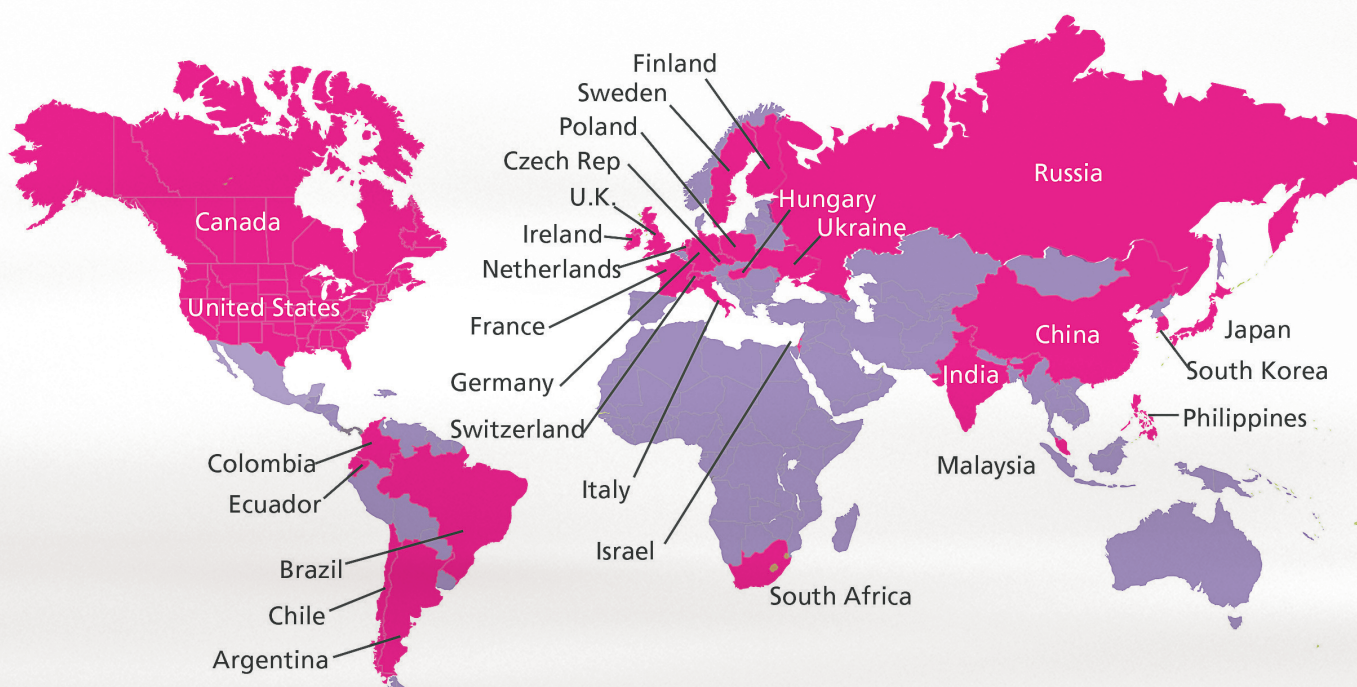 Finland
Sweden
Poland
Czech Rep
U.K.
Ireland
Netherlands
France
Germany
Switzerland
Italy
Israel
Hungary
Ukraine
Russia
Canada
United States
China
India
Japan
South Korea
Philippines
Malaysia
Colombia
Ecuador
Brazil
Chile
Argentina
South Africa